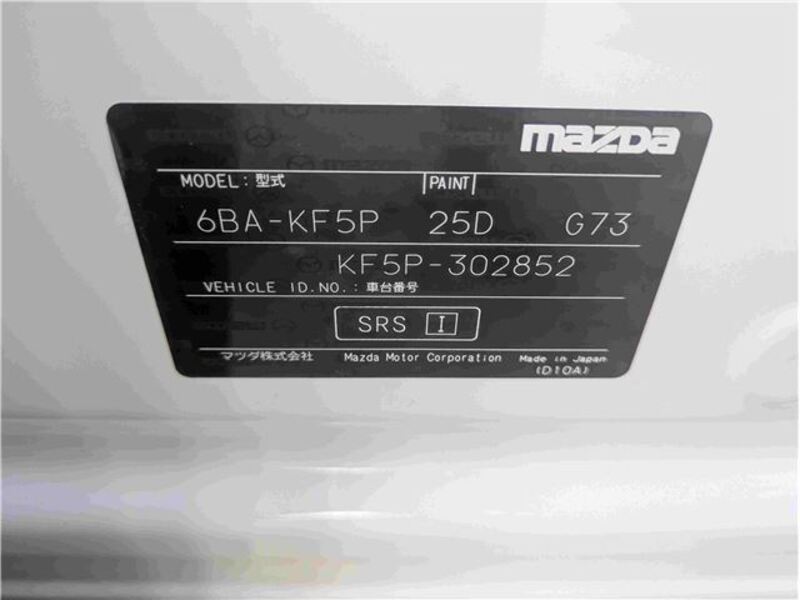 mazda
MODEL：型式 PAINT
6BA-KF5P 25D G73
KF5P-302852
VEHICLE ID.NO.：車台番号
SRS I
マツダ株式会社 Mazda Motor Corporation Made in Japan
(D10A)